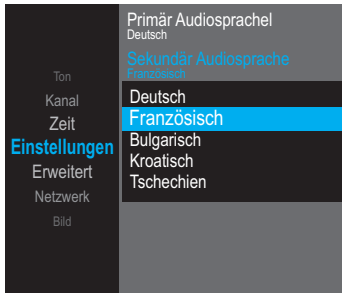 Ton
Kanal
Zeit
Einstellungen
Erweitert
Netzwerk
Bild
Primär Audiosprachel
Deutsch
Sekundär Audiosprache
Französisch
Deutsch
Französisch
Bulgarisch
Kroatisch
Tschechien